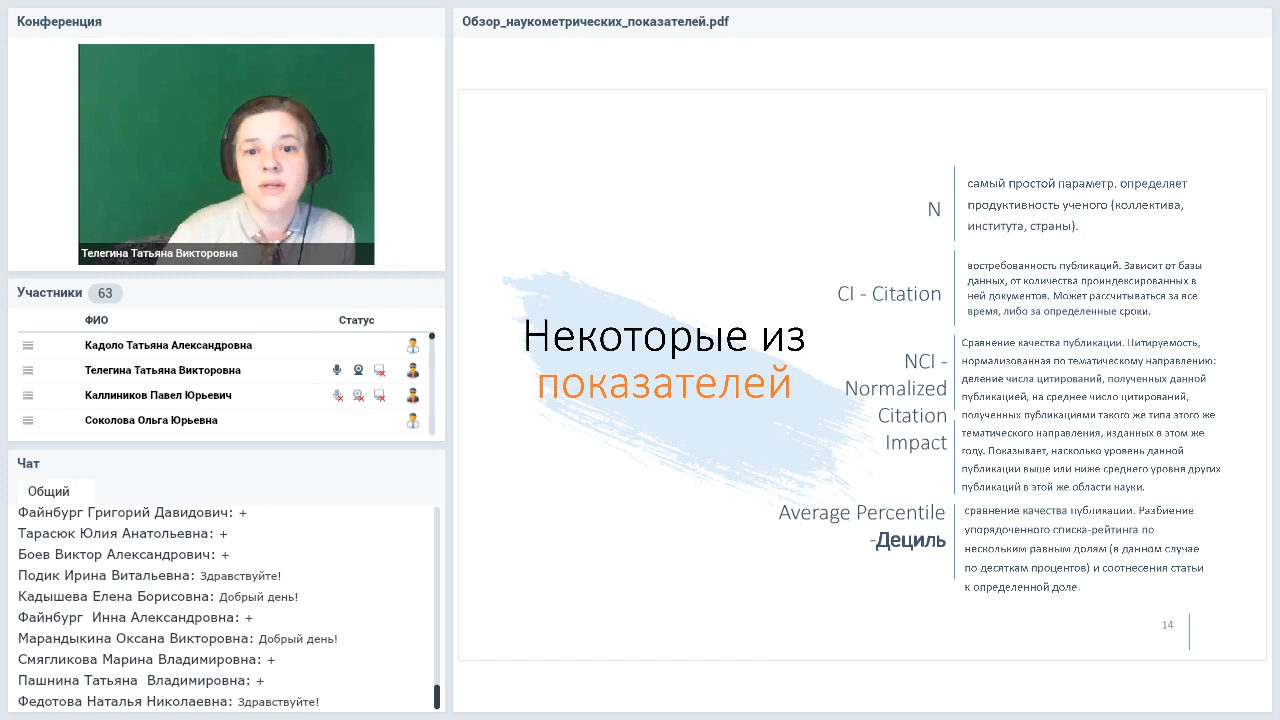 Конференция
Телегина Татьяна Викторовна
Участники 63
ФИО Статус
Кадоло Татьяна Александровна
Телегина Татьяна Викторовна
Каллиников Павел Юрьевич
Соколова Ольга Юрьевна
Чат
Общий
Файнбург Григорий Давидович: +
Тарасюк Юлия Анатольевна: +
Боев Виктор Александрович: +
Подик Ирина Витальевна: Здравствуйте!
Кадышева Елена Борисовна: Добрый день!
Файнбург Инна Александровна: +
Марандыкина Оксана Викторовна: Добрый день!
Смягликова Марина Владимировна: +
Пашнина Татьяна Владимировна: +
Федотова Наталья Николаевна: Здравствуйте!
Обзор_наукометрических_показателей.pdf
Некоторые из
показателей
N
самый простой параметр. определяет
продуктивность ученого (коллектива,
института, страны).
CI - Citation
востребованность публикаций. Зависит от базы
данных, от количества проиндексированных в
ней документов. Может рассчитываться за все
время, либо за определенные сроки.
NCI -
Normalized
Citation
Impact
Сравнение качества публикации. Цитируемость,
нормализованная по тематическому направлению:
деление числа цитирований, полученных данной
публикацией, на среднее число цитирований,
полученных публикациями такого же типа этого же
тематического направления, изданных в этом же
году. Показывает, насколько уровень данной
публикации выше или ниже среднего уровня других
публикаций в этой же области науки.
Average Percentile
-Дециль
сравнение качества публикации. Разбиение
упорядоченного списка-рейтинга по
нескольким равным долям (в данном случае
по десяткам процентов) и соотнесения статьи
к определенной доле.
14